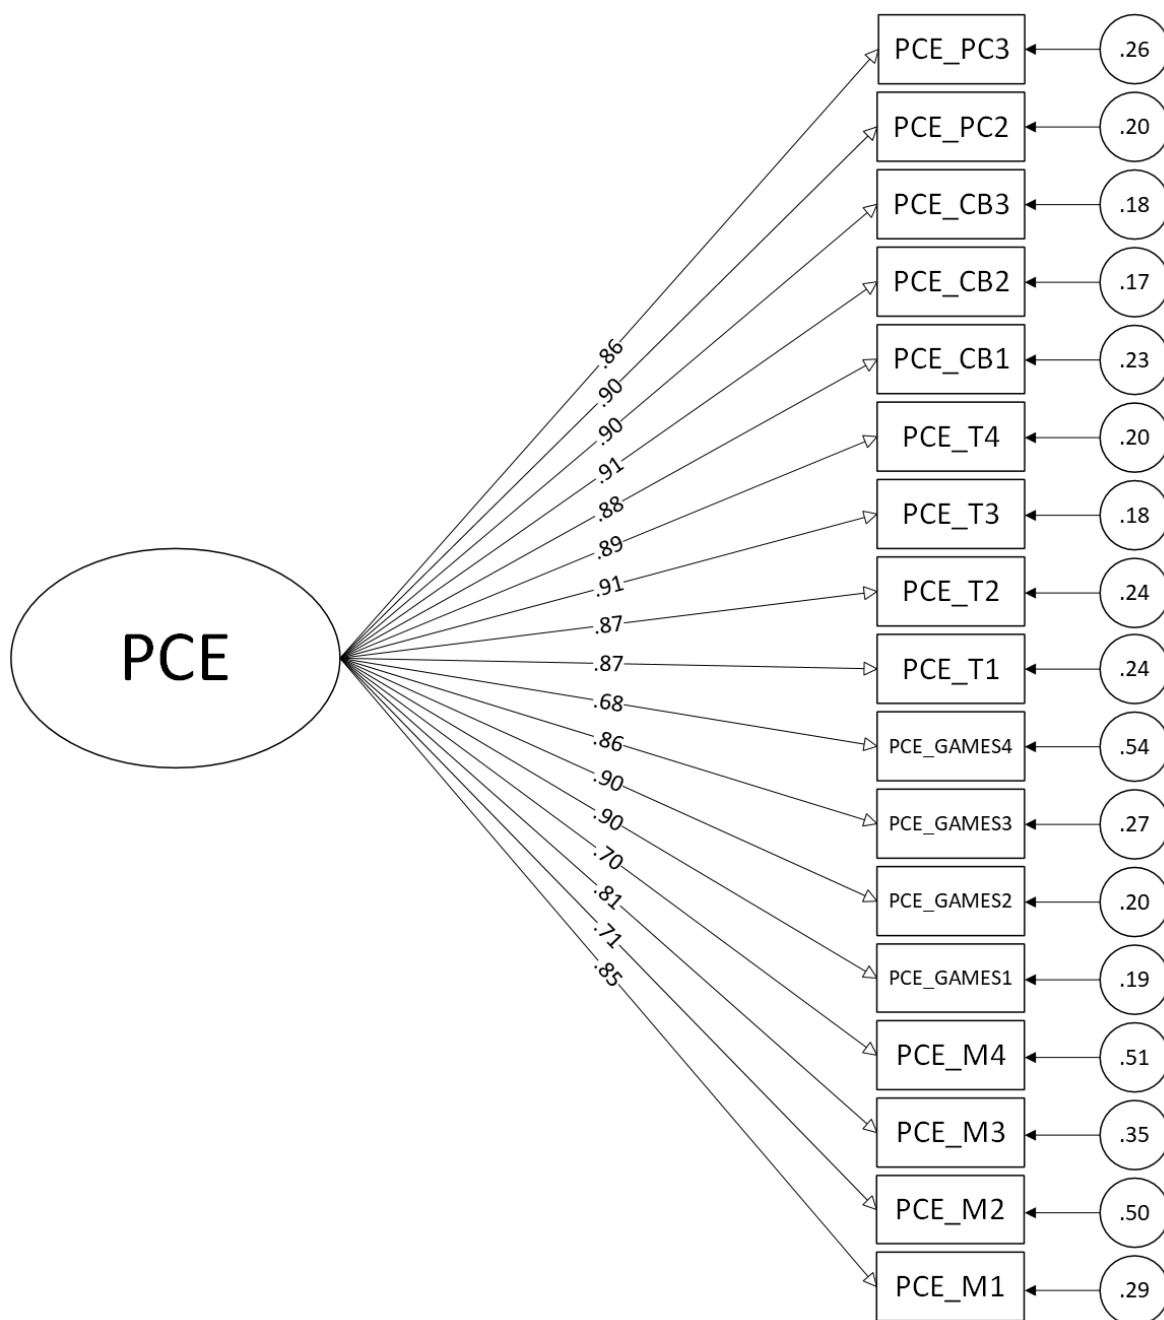 PCE
.86
.90
.90
.91
.88
.89
.91
.87
.87
.68
.86
.90
.90
.70
.81
.71
.85
PCE_PC3 .26
PCE_PC2 .20
PCE_CB3 .18
PCE_CB2 .17
PCE_CB1 .23
PCE_T4 .20
PCE_T3 .18
PCE_T2 .24
PCE_T1 .24
PCE_GAMES4 .54
PCE_GAMES3 .27
PCE_GAMES2 .20
PCE_GAMES1 .19
PCE_M4 .51
PCE_M3 .35
PCE_M2 .50
PCE_M1 .29